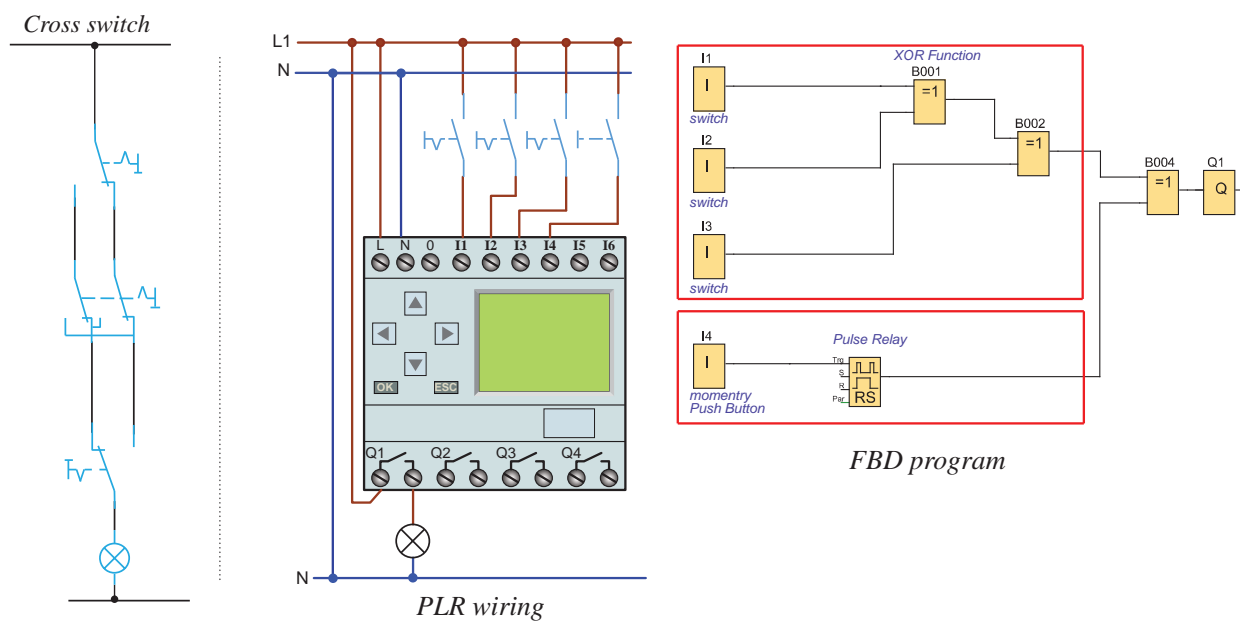 Cross switch
L1
N
L N 0 I1 I2 I3 I4 I5 I6
OK ESC
Q1 Q2 Q3 Q4
N
PLR wiring
XOR Function
I1
I
switch
B001
=1
I2
I
switch
B002
=1
I3
I
switch
B004
=1
Q1
Q
I4
I
momentry
Push Button
Pulse Relay
Trg
S
R
Par
RS
FBD program